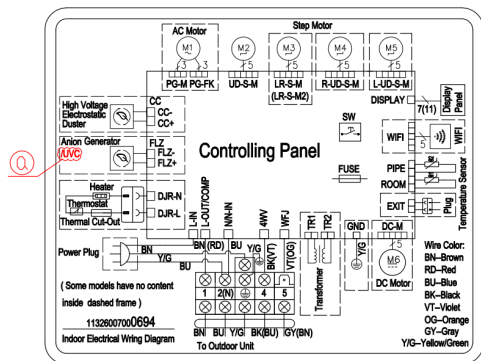 AC Motor
Step Motor
M1
M2
M3
M4
M5
3
3
5
5
5
5
PG-M PG-FK
UD-S-M
LR-S-M
(LR-S-M2)
R-UD-S-M
L-UD-S-M
High Voltage
Electrostatic
Duster
CC
CC-
CC+
DISPLAY
7(11)
Display
Panel
SW
Anion Generator
/UVC
FLZ
FLZ-
FLZ+
a
WIFI
5
WIFI
Controlling Panel
PIPE
ROOM
FUSE
Temperature Sensor
Heater
Thermostat
Thermal Cut-Out
DJR-N
DJR-L
EXIT
Plug
L-IN
L-OUT/COMP
N/N-IN
4WV
WFJ
TR1
TR2
GND
DC-M
5
M6
DC Motor
Power Plug
BN
Y/G
BU
BN (RD)
BU
Y/G
BK(VT)
VT(OG)
Y/G
Transformer
1
2(N)
4
5
BN
BU
Y/G
BK(BU)
GY(BN)
To Outdoor Unit
( Some models have no content
inside dashed frame )
11326007000694
Indoor Electrical Wiring Diagram
Wire Color:
BN–Brown
RD–Red
BU–Blue
BK–Black
VT–Violet
OG–Orange
GY–Gray
Y/G–Yellow/Green